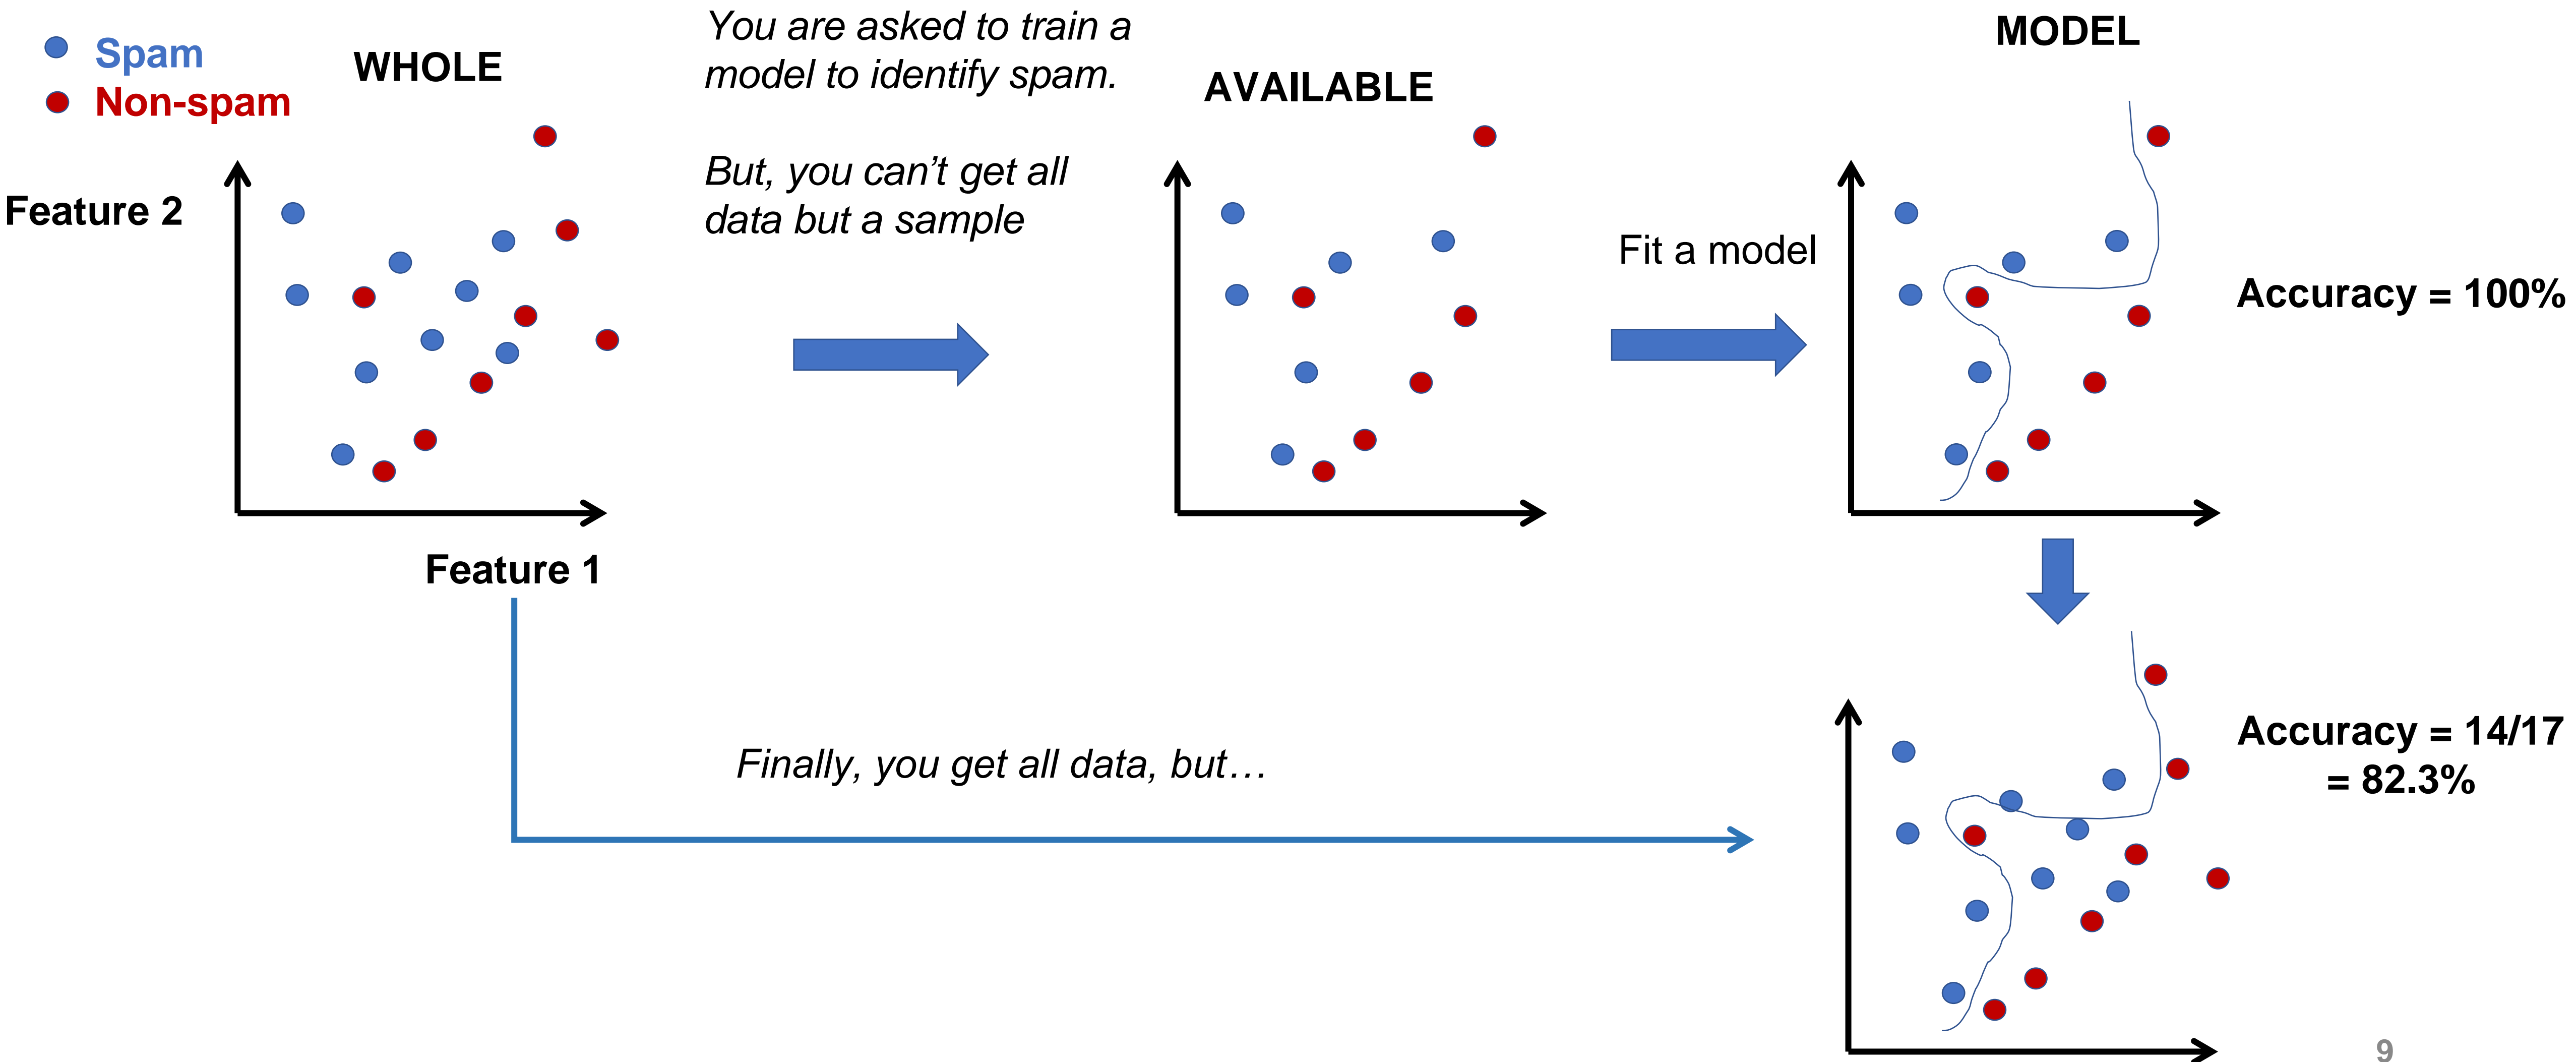 Spam
Non-spam
WHOLE
Feature 2
Feature 1
You are asked to train a
model to identify spam.
But, you can’t get all
data but a sample
AVAILABLE
Fit a model
MODEL
Accuracy = 100%
Finally, you get all data, but…
Accuracy = 14/17
= 82.3%
9